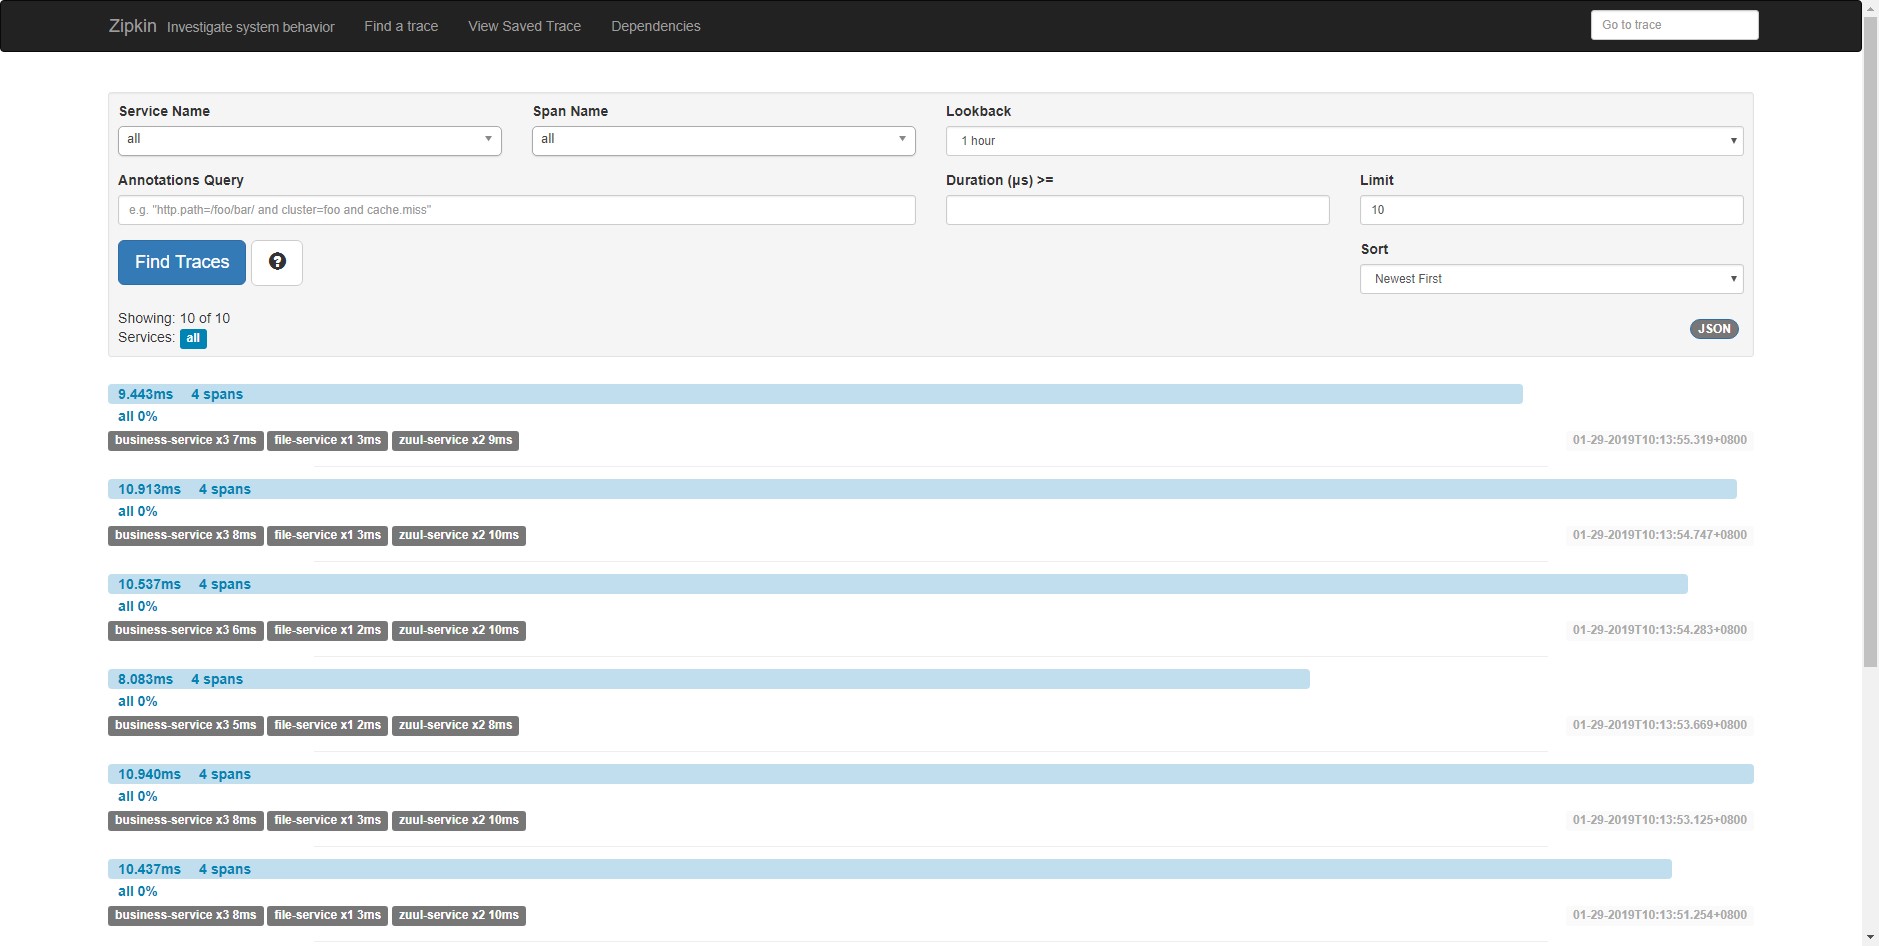 Zipkin Investigate system behavior Find a trace View Saved Trace Dependencies Go to trace
Service Name Span Name Lookback
all all 1 hour
Annotations Query Duration (μs) >= Limit
e.g. "http.path=/foo/bar/ and cluster=foo and cache.miss" 10
Find Traces ? Sort
Newest First
Showing: 10 of 10
Services: all JSON
9.443ms 4 spans
all 0%
business-service x3 7ms file-service x1 3ms zuul-service x2 9ms 01-29-2019T10:13:55.319+0800
10.913ms 4 spans
all 0%
business-service x3 8ms file-service x1 3ms zuul-service x2 10ms 01-29-2019T10:13:54.747+0800
10.537ms 4 spans
all 0%
business-service x3 6ms file-service x1 2ms zuul-service x2 10ms 01-29-2019T10:13:54.283+0800
8.083ms 4 spans
all 0%
business-service x3 5ms file-service x1 2ms zuul-service x2 8ms 01-29-2019T10:13:53.669+0800
10.940ms 4 spans
all 0%
business-service x3 8ms file-service x1 3ms zuul-service x2 10ms 01-29-2019T10:13:53.125+0800
10.437ms 4 spans
all 0%
business-service x3 8ms file-service x1 3ms zuul-service x2 10ms 01-29-2019T10:13:51.254+0800